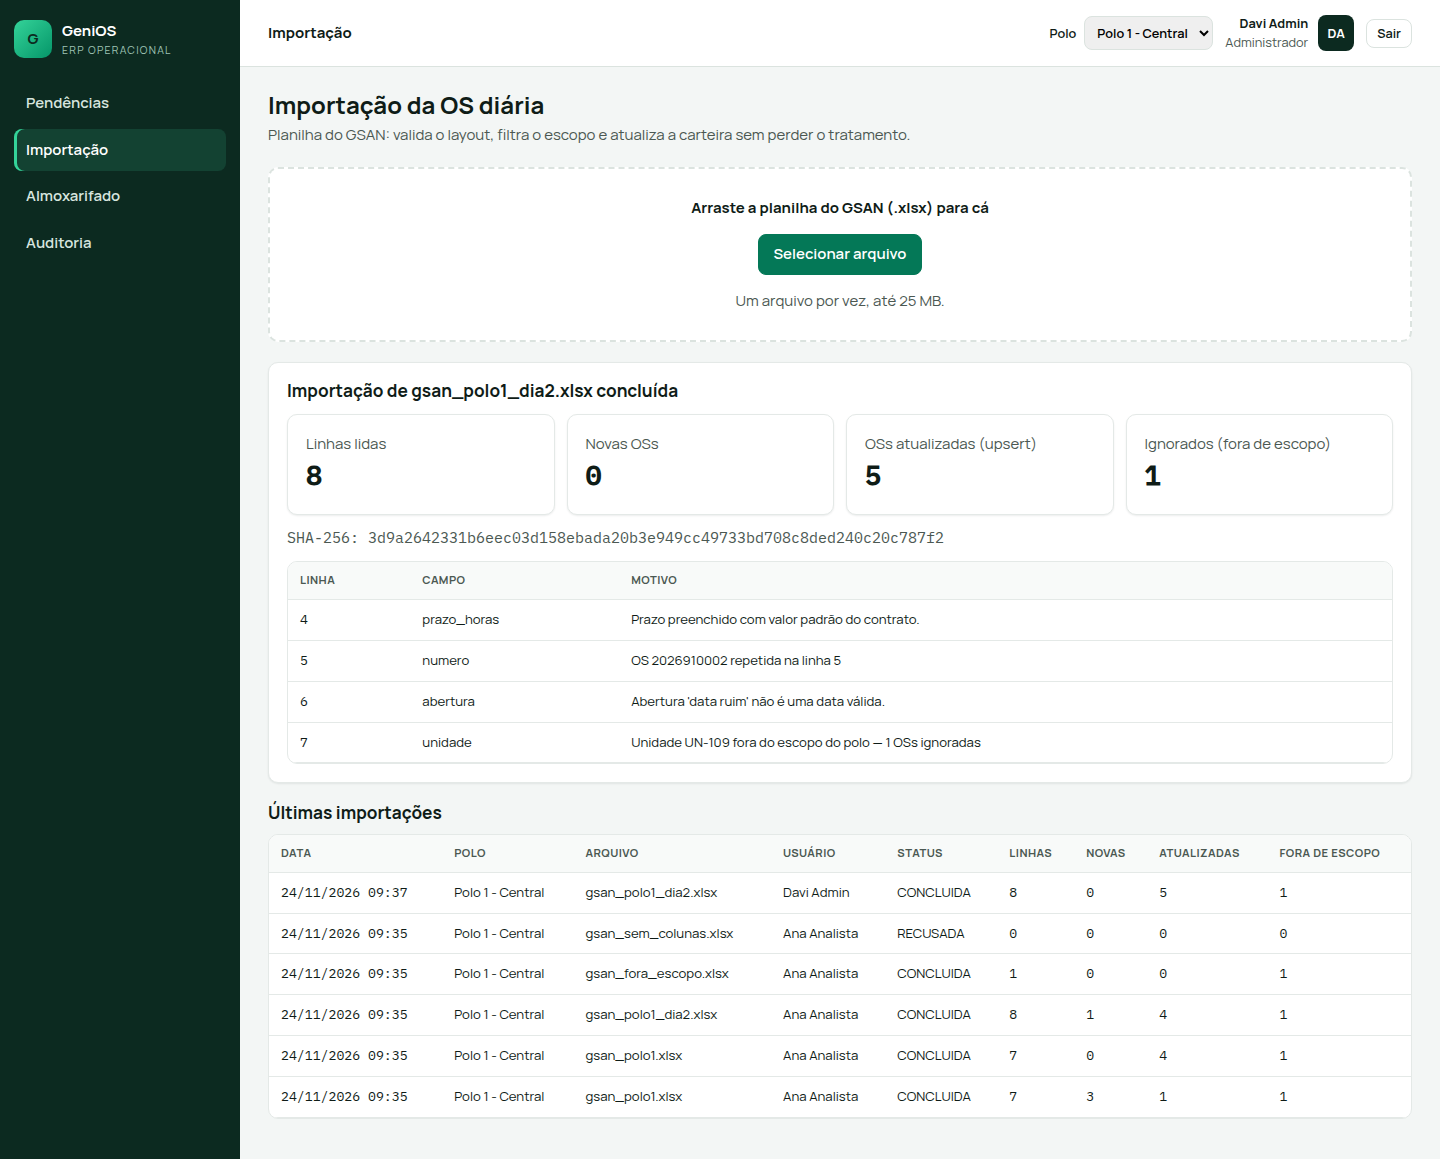 G
GeniOS
ERP OPERACIONAL
Pendências
Importação
Almoxarifado
Auditoria
Importação
Polo
Polo 1 - Central
Davi Admin
Administrador
DA
Sair
Importação da OS diária
Planilha do GSAN: valida o layout, filtra o escopo e atualiza a carteira sem perder o tratamento.
Arraste a planilha do GSAN (.xlsx) para cá
Selecionar arquivo
Um arquivo por vez, até 25 MB.
Importação de gsan_polo1_dia2.xlsx concluída
Linhas lidas
8
Novas OSs
0
OSs atualizadas (upsert)
5
Ignorados (fora de escopo)
1
SHA-256: 3d9a2642331b6eec03d158ebada20b3e949cc49733bd708c8ded240c20c787f2
LINHA CAMPO MOTIVO
4 prazo_horas Prazo preenchido com valor padrão do contrato.
5 numero OS 2026910002 repetida na linha 5
6 abertura Abertura 'data ruim' não é uma data válida.
7 unidade Unidade UN-109 fora do escopo do polo — 1 OSs ignoradas
Últimas importações
DATA POLO ARQUIVO USUÁRIO STATUS LINHAS NOVAS ATUALIZADAS FORA DE ESCOPO
24/11/2026 09:37 Polo 1 - Central gsan_polo1_dia2.xlsx Davi Admin CONCLUIDA 8 0 5 1
24/11/2026 09:35 Polo 1 - Central gsan_sem_colunas.xlsx Ana Analista RECUSADA 0 0 0 0
24/11/2026 09:35 Polo 1 - Central gsan_fora_escopo.xlsx Ana Analista CONCLUIDA 1 0 0 1
24/11/2026 09:35 Polo 1 - Central gsan_polo1_dia2.xlsx Ana Analista CONCLUIDA 8 1 4 1
24/11/2026 09:35 Polo 1 - Central gsan_polo1.xlsx Ana Analista CONCLUIDA 7 0 4 1
24/11/2026 09:35 Polo 1 - Central gsan_polo1.xlsx Ana Analista CONCLUIDA 7 3 1 1